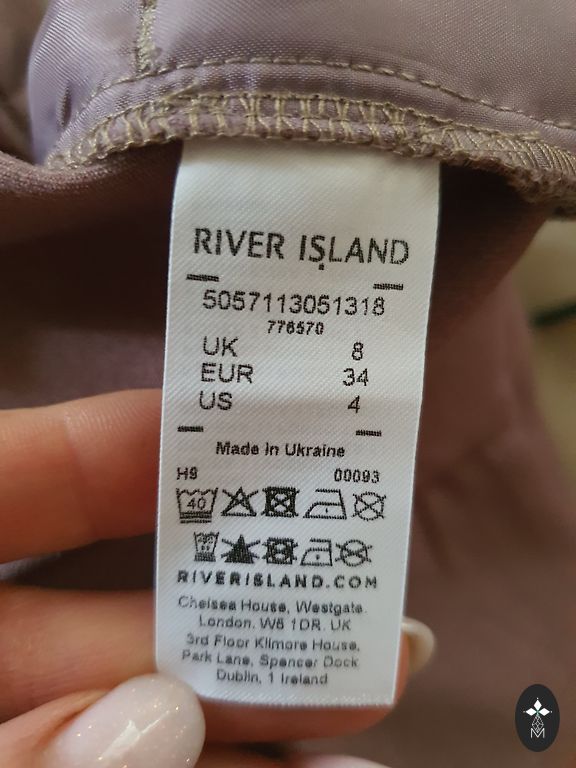 RIVER ISLAND
5057113051318
776570
UK 8
EUR 34
US 4
Made in Ukraine
H9 00093
40
RIVERISLAND.COM
Chelsea House, Westgate.
London. W5 1DR. UK
3rd Floor Kilmore House,
Park Lane, Spencer Dock
Dublin, 1 Ireland